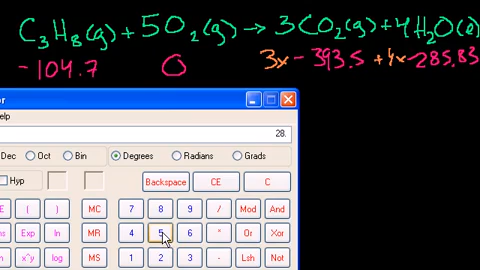 C₃H₈(g) + 5O₂(g) → 3CO₂(g) + 4H₂O(l)
-104.7 0 3x -393.5 + 4x -285.83
or
elp
28.
Dec Oct Bin Degrees Radians Grads
Hyp Backspace CE C
( ) MC 7 8 9 / Mod And
Exp ln MR 4 5 6 * Or Xor
x^y log MS 1 2 3 - Lsh Not